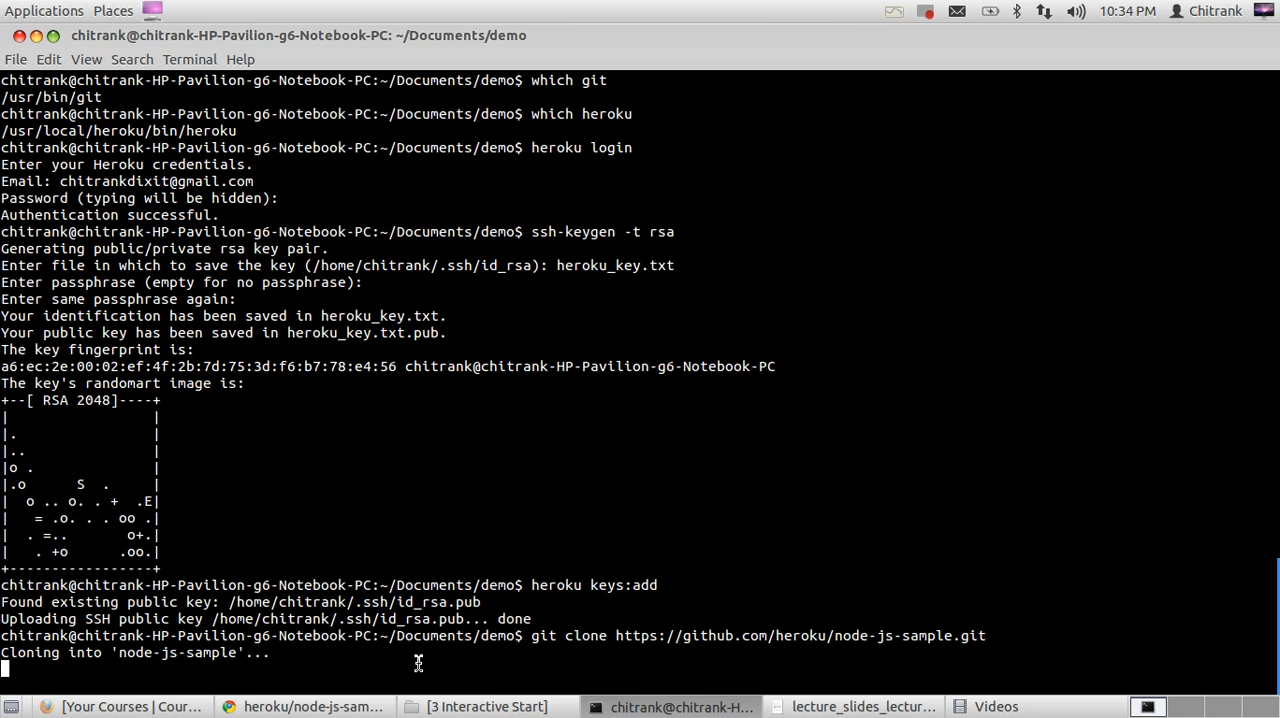 Applications Places 10:34 PM Chitrank
chitrank@chitrank-HP-Pavilion-g6-Notebook-PC: ~/Documents/demo
File Edit View Search Terminal Help
chitrank@chitrank-HP-Pavilion-g6-Notebook-PC:~/Documents/demo$ which git
/usr/bin/git
chitrank@chitrank-HP-Pavilion-g6-Notebook-PC:~/Documents/demo$ which heroku
/usr/local/heroku/bin/heroku
chitrank@chitrank-HP-Pavilion-g6-Notebook-PC:~/Documents/demo$ heroku login
Enter your Heroku credentials.
Email: chitrankdixit@gmail.com
Password (typing will be hidden):
Authentication successful.
chitrank@chitrank-HP-Pavilion-g6-Notebook-PC:~/Documents/demo$ ssh-keygen -t rsa
Generating public/private rsa key pair.
Enter file in which to save the key (/home/chitrank/.ssh/id_rsa): heroku_key.txt
Enter passphrase (empty for no passphrase):
Enter same passphrase again:
Your identification has been saved in heroku_key.txt.
Your public key has been saved in heroku_key.txt.pub.
The key fingerprint is:
a6:ec:2e:00:02:ef:4f:2b:7d:75:3d:f6:b7:78:e4:56 chitrank@chitrank-HP-Pavilion-g6-Notebook-PC
The key's randomart image is:
+--[ RSA 2048]----+
|                 |
|.                |
|..               |
|o .              |
|.o      S  .     |
|  o .. o. . +  .E|
|   = .o. . . oo .|
|  . =..       o+.|
|   . +o      .oo.|
+-----------------+
chitrank@chitrank-HP-Pavilion-g6-Notebook-PC:~/Documents/demo$ heroku keys:add
Found existing public key: /home/chitrank/.ssh/id_rsa.pub
Uploading SSH public key /home/chitrank/.ssh/id_rsa.pub... done
chitrank@chitrank-HP-Pavilion-g6-Notebook-PC:~/Documents/demo$ git clone https://github.com/heroku/node-js-sample.git
Cloning into 'node-js-sample'...
[Your Courses | Cour... heroku/node-js-sam... [3 Interactive Start] chitrank@chitrank-H... lecture_slides_lectur... Videos